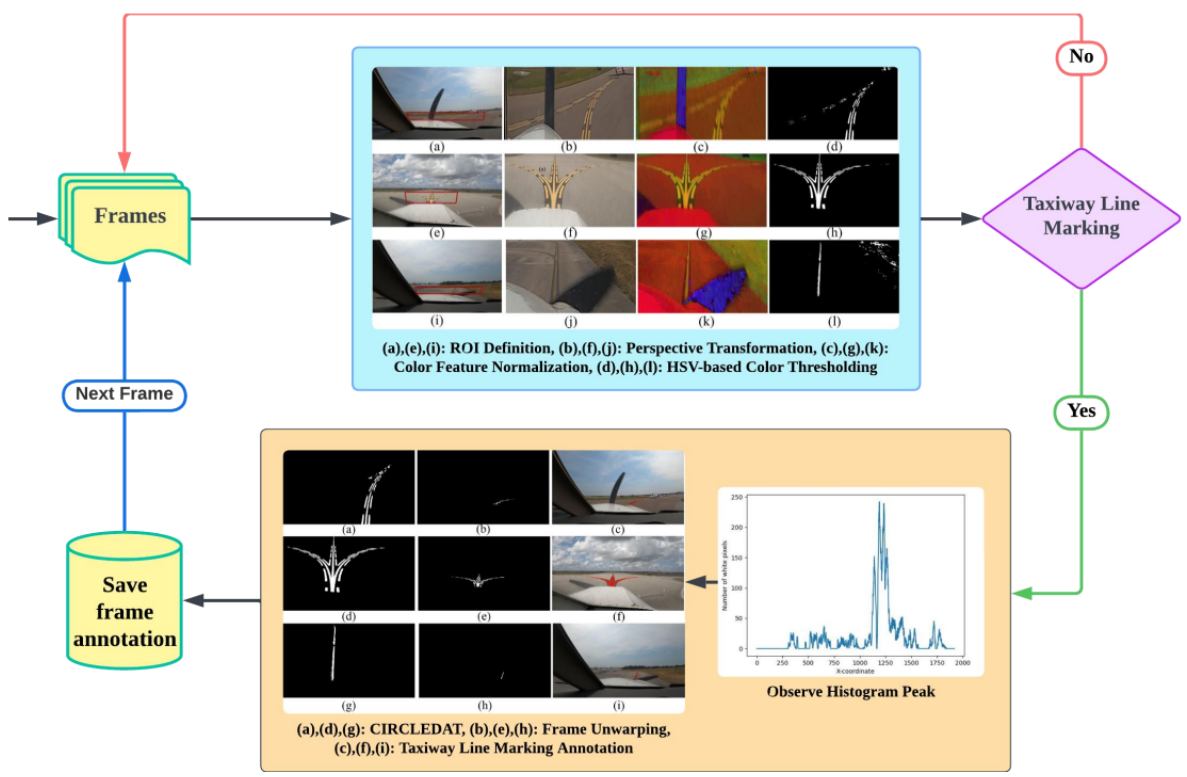 No
Frames
(a)
(b)
(c)
(d)
(e)
(f)
(g)
(h)
(i)
(j)
(k)
(l)
(a),(e),(i): ROI Definition, (b),(f),(j): Perspective Transformation, (c),(g),(k):
Color Feature Normalization, (d),(h),(l): HSV-based Color Thresholding
Taxiway Line
Marking
Next Frame
Yes
Save
frame
annotation
(a)
(b)
(c)
(d)
(e)
(f)
(g)
(h)
(i)
(a),(d),(g): CIRCLEDAT, (b),(e),(h): Frame Unwarping,
(c),(f),(i): Taxiway Line Marking Annotation
Number of white pixels
250
200
150
100
50
0
0 250 500 750 1000 1250 1500 1750 2000
X-coordinate
Observe Histogram Peak